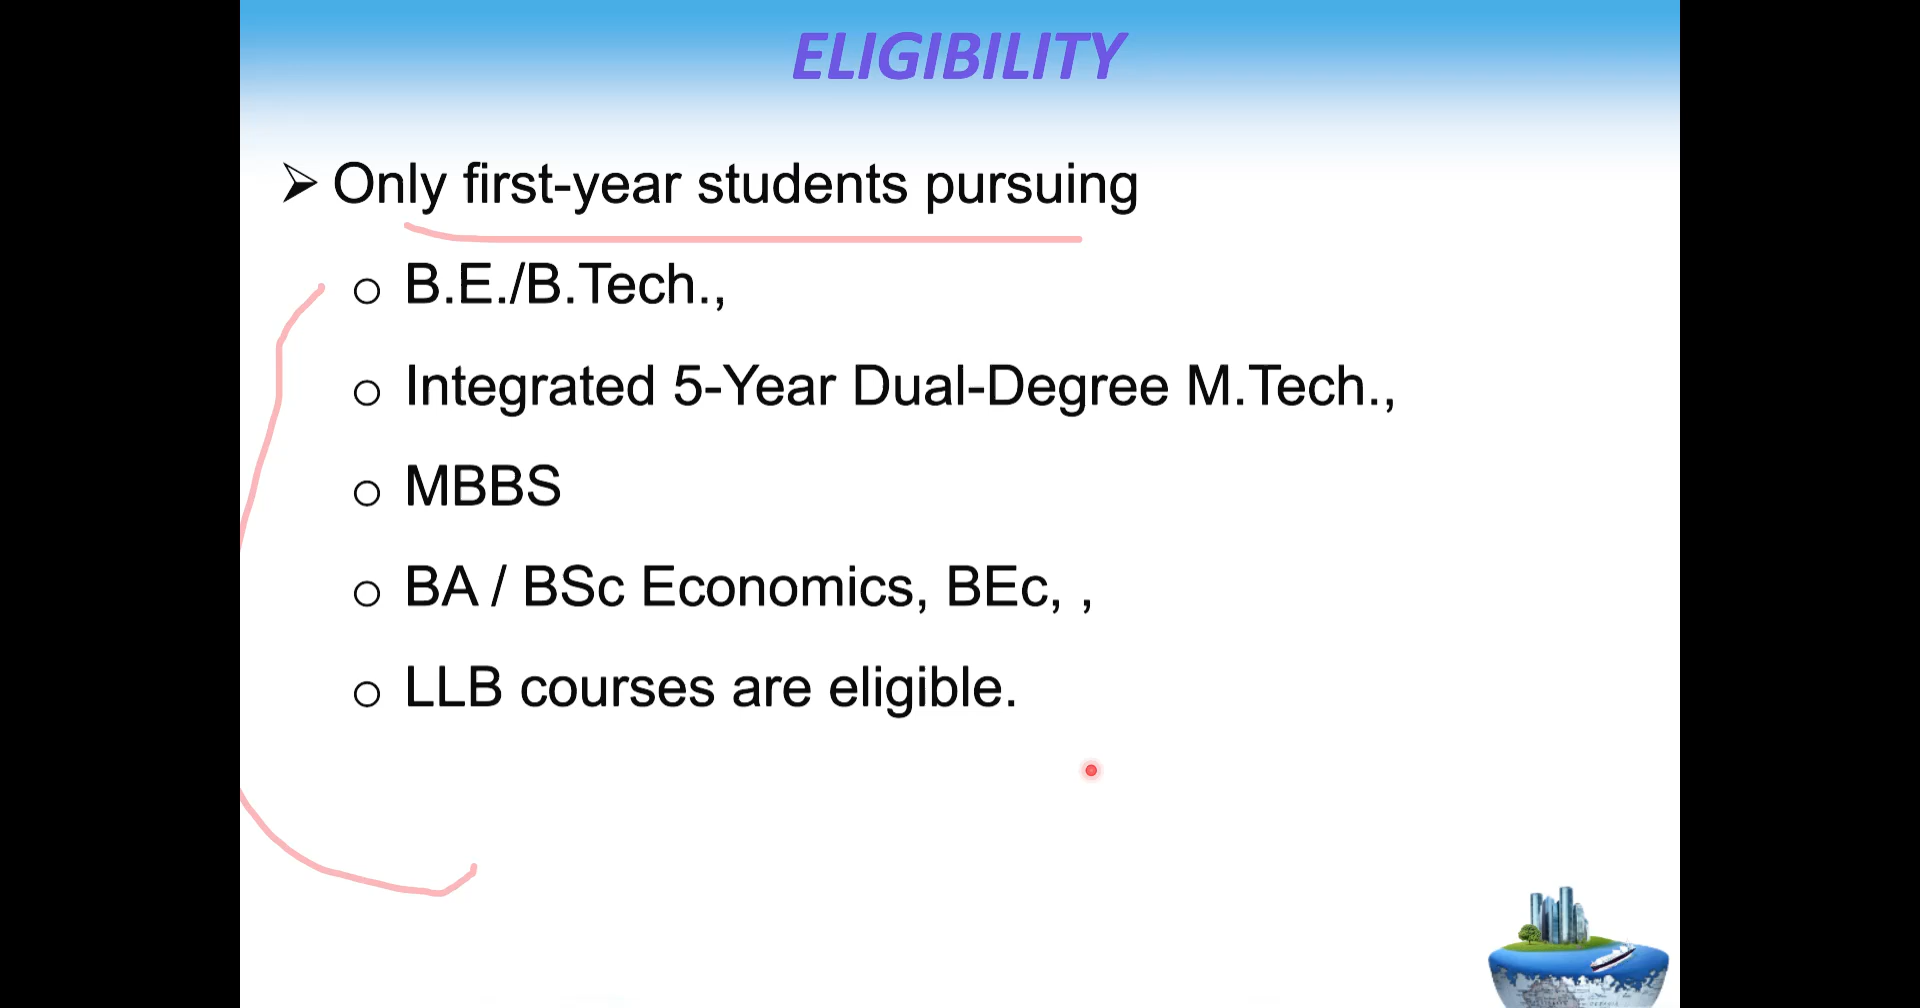 ELIGIBILITY
➢ Only first-year students pursuing
o B.E./B.Tech.,
o Integrated 5-Year Dual-Degree M.Tech.,
o MBBS
o BA / BSc Economics, BEc, ,
o LLB courses are eligible.